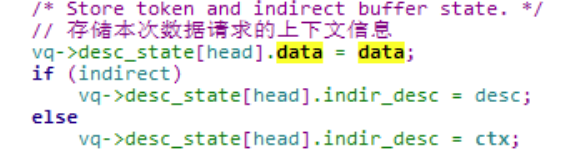 /* Store token and indirect buffer state. */
// 存储本次数据请求的上下文信息
vq->desc_state[head].data = data;
if (indirect)
    vq->desc_state[head].indir_desc = desc;
else
    vq->desc_state[head].indir_desc = ctx;